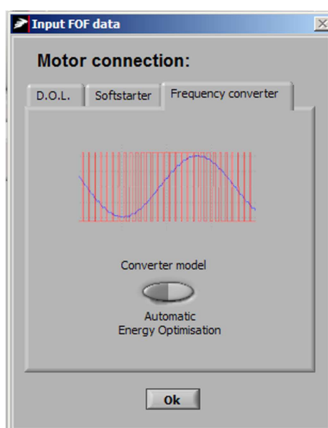 Input FOF data
Motor connection:
D.O.L. Softstarter Frequency converter
Converter model
Automatic
Energy Optimisation
Ok